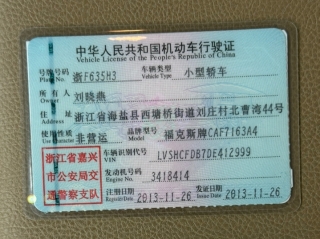 中华人民共和国机动车行驶证
Vehicle License of the People's Republic of China
号牌号码 浙F635H3 车辆类型 小型轿车
Plate No. Vehicle Type
所有人 刘晓燕
Owner
住址 浙江省海盐县西塘桥街道刘庄村北曹湾44号
Address
使用性质 非营运 品牌型号 福克斯牌CAF7163A4
Use Character Model
浙江省嘉兴市公安局交通警察支队
车辆识别代号 LVSHCFDB7DE412999
VIN
发动机号码 3418414
Engine No.
注册日期 2013-11-26 发证日期 2013-11-26
Register Date Issue Date